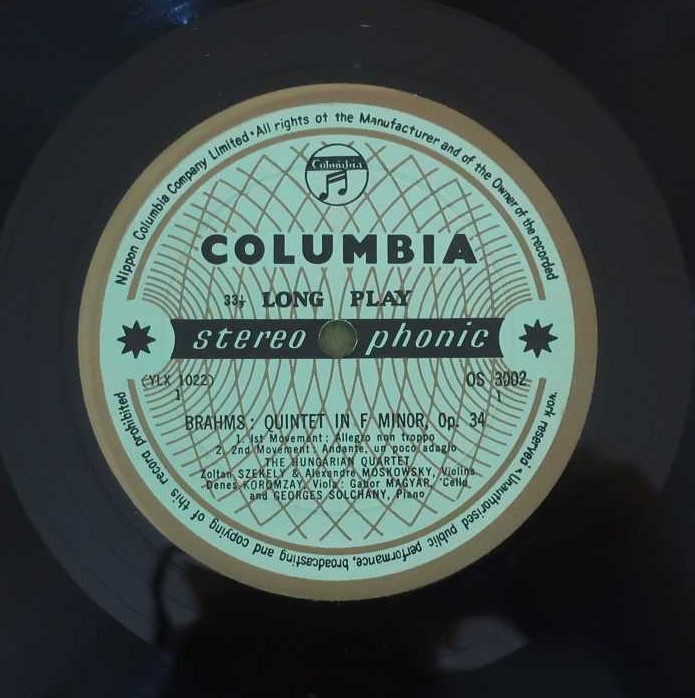 Nippon Columbia Company Limited•All rights of the Manufacturer and of the Owner of the recorded
work reserved•Unauthorised public performance, broadcasting and copying of this record prohibited
Columbia
COLUMBIA
33⅓ LONG PLAY
stereo phonic
(YLX 1022) OS 3002
1 1
BRAHMS: QUINTET IN F MINOR, Op. 34
1. 1st Movement: Allegro non troppo
2. 2nd Movement: Andante, un poco adagio
THE HUNGARIAN QUARTET
Zoltan SZEKELY & Alexandre MOSKOWSKY, Violins
Denes KOROMZAY, Viola: Gabor MAGYAR, 'Cello
and GEORGES SOLCHANY, Piano